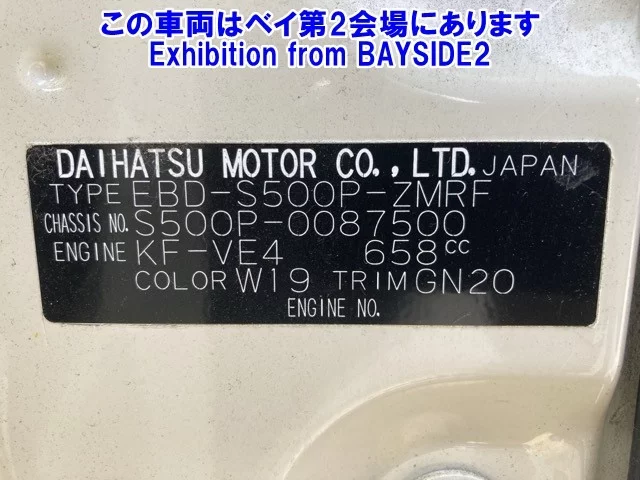 この車両はベイ第2会場にあります
Exhibition from BAYSIDE2
DAIHATSU MOTOR CO.,LTD. JAPAN
TYPE EBD-S500P-ZMRF
CHASSIS NO. S500P-0087500
ENGINE KF-VE4 658cc
COLOR W19 TRIM GN20
ENGINE NO.